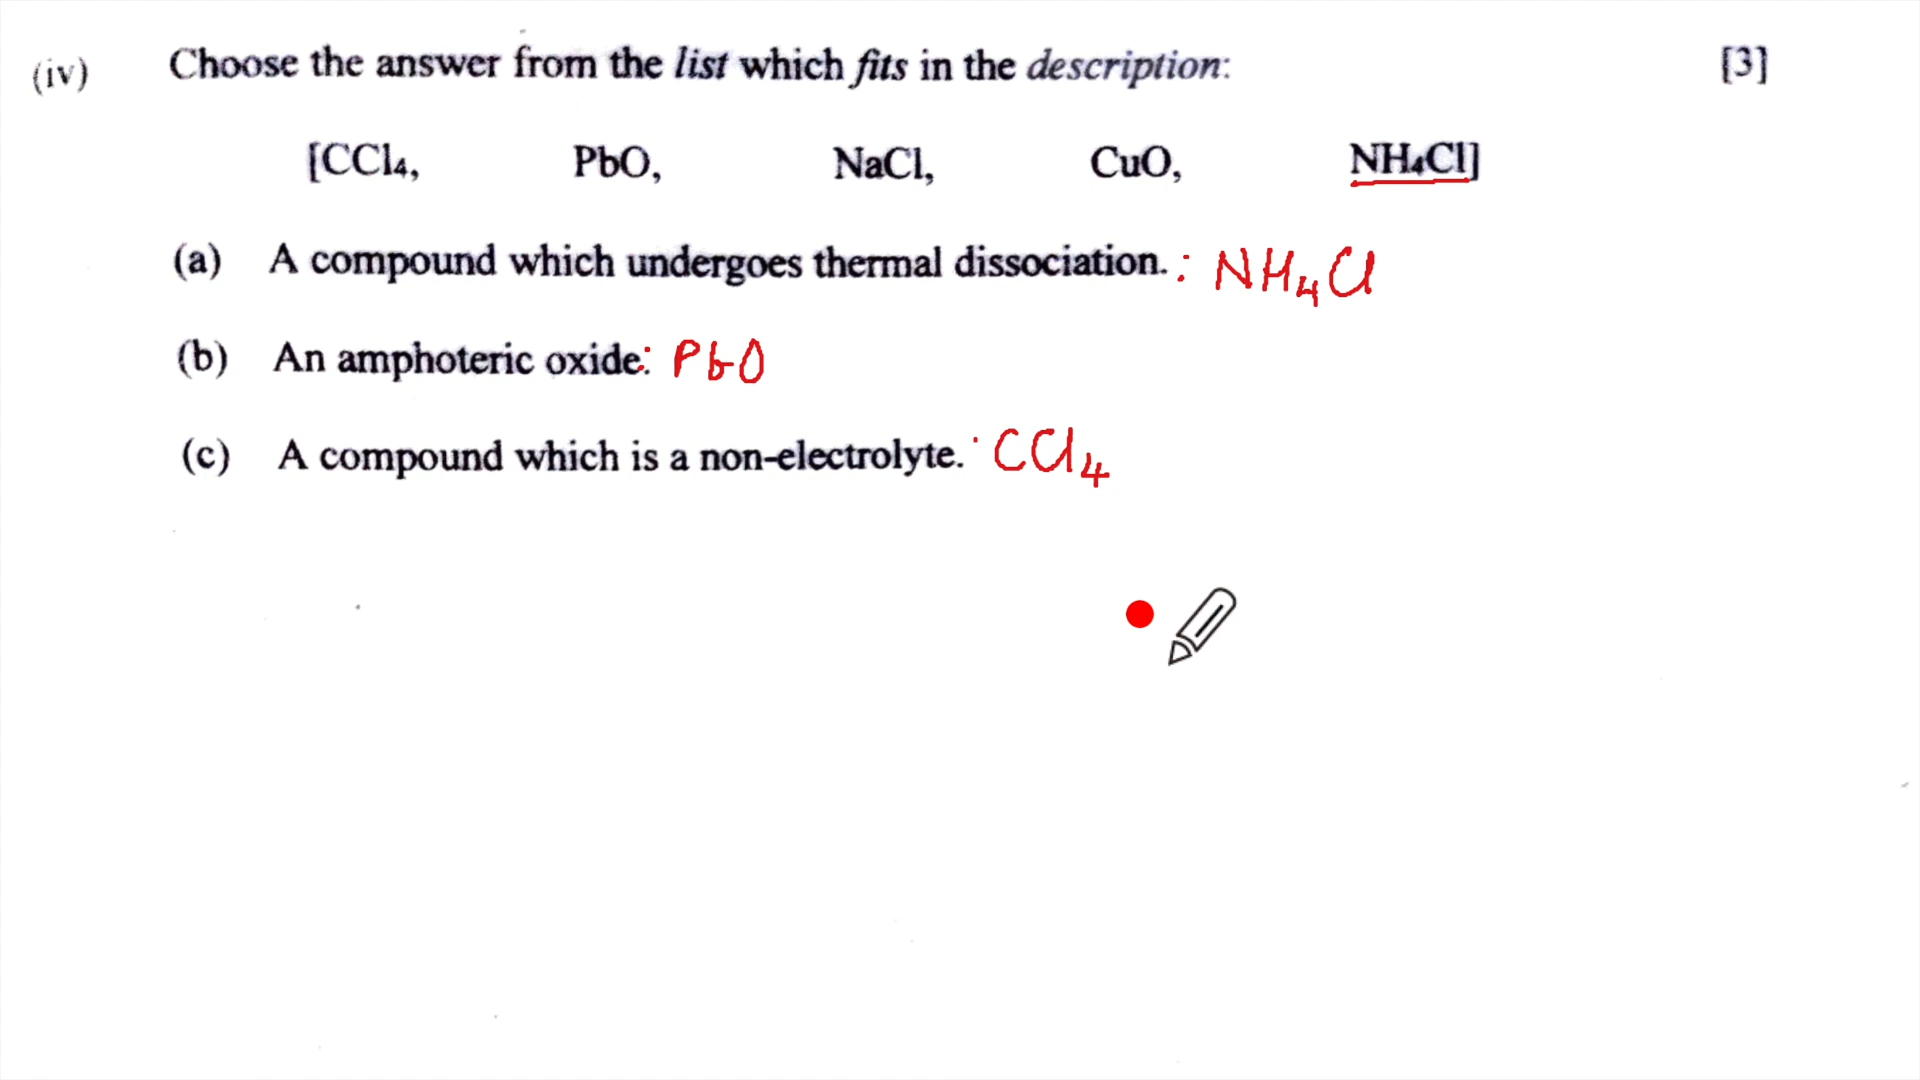 (iv) Choose the answer from the list which fits in the description: [3]
[CCl₄, PbO, NaCl, CuO, NH₄Cl]
(a) A compound which undergoes thermal dissociation. : NH₄Cl
(b) An amphoteric oxide: PbO
(c) A compound which is a non-electrolyte. CCl₄